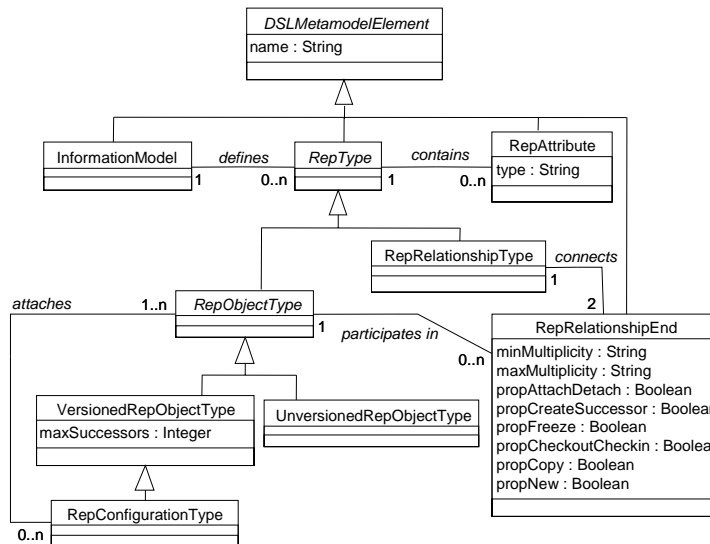 DSLMetamodelElement
name : String
InformationModel
defines
1
0..n
RepType
contains
1
0..n
RepAttribute
type : String
RepRelationshipType
connects
1
2
attaches
1..n
RepObjectType
1
participates in
0..n
RepRelationshipEnd
minMultiplicity : String
maxMultiplicity : String
propAttachDetach : Boolean
propCreateSuccessor : Boolean
propFreeze : Boolean
propCheckoutCheckin : Boolea
propCopy : Boolean
propNew : Boolean
VersionedRepObjectType
maxSuccessors : Integer
UnversionedRepObjectType
RepConfigurationType
0..n